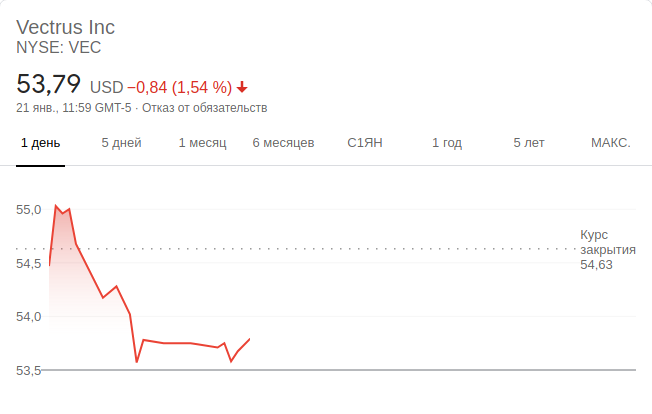 Vectrus Inc
NYSE: VEC
53,79 USD −0,84 (1,54 %)
21 янв., 11:59 GMT-5 · Отказ от обязательств
1 день 5 дней 1 месяц 6 месяцев С1ЯН 1 год 5 лет МАКС.
55,0
Курс
закрытия
54,63
54,5
54,0
53,5